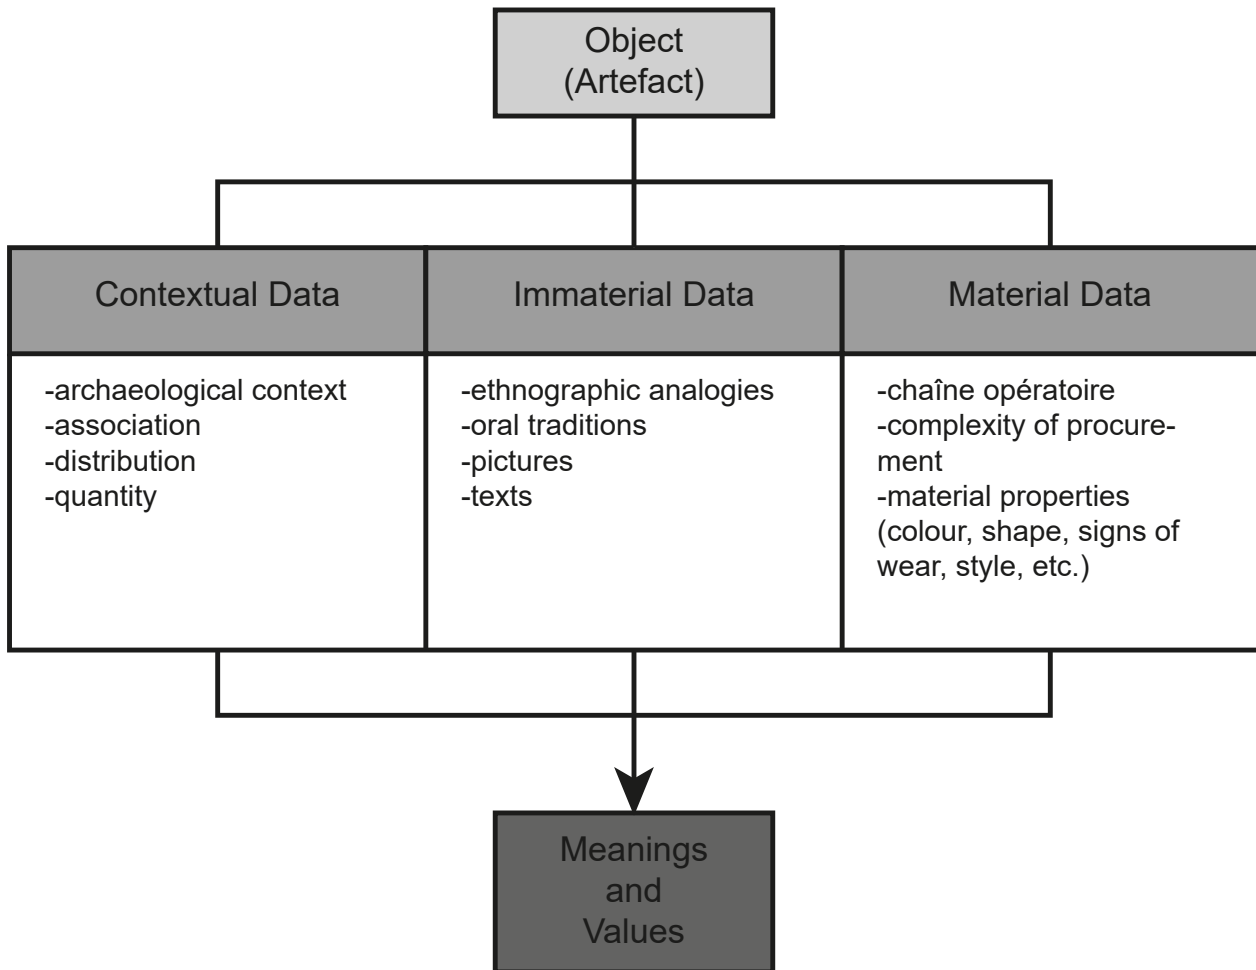 Object
(Artefact)
Contextual Data
-archaeological context
-association
-distribution
-quantity
Immaterial Data
-ethnographic analogies
-oral traditions
-pictures
-texts
Material Data
-chaîne opératoire
-complexity of procure-
ment
-material properties
(colour, shape, signs of
wear, style, etc.)
Meanings
and
Values